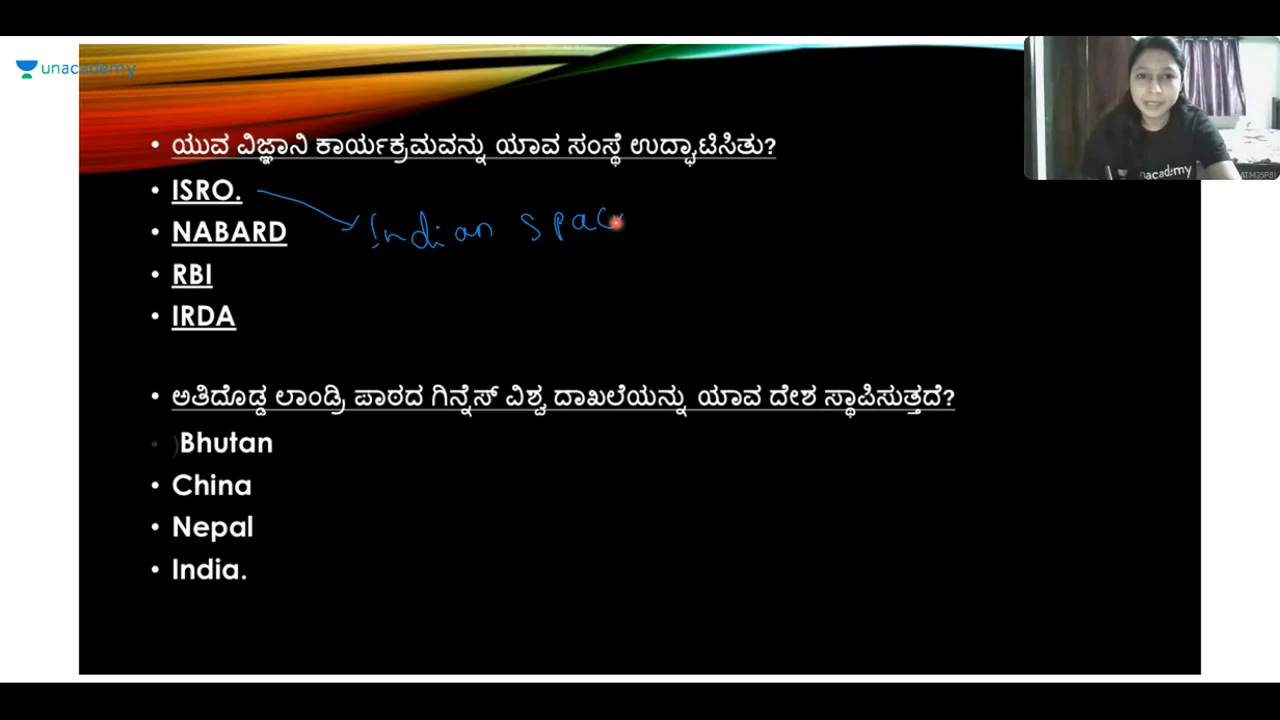 unacademy
ಯುವ ವಿಜ್ಞಾನಿ ಕಾರ್ಯಕ್ರಮವನ್ನು ಯಾವ ಸಂಸ್ಥೆ ಉದ್ಘಾಟಿಸಿತು?
ISRO.
Indian spac
NABARD
RBI
IRDA
ಅತಿದೊಡ್ಡ ಲಾಂಡ್ರಿ ಪಾಠದ ಗಿನ್ನೆಸ್ ವಿಶ್ವ ದಾಖಲೆಯನ್ನು ಯಾವ ದೇಶ ಸ್ಥಾಪಿಸುತ್ತದೆ?
)Bhutan
China
Nepal
India.